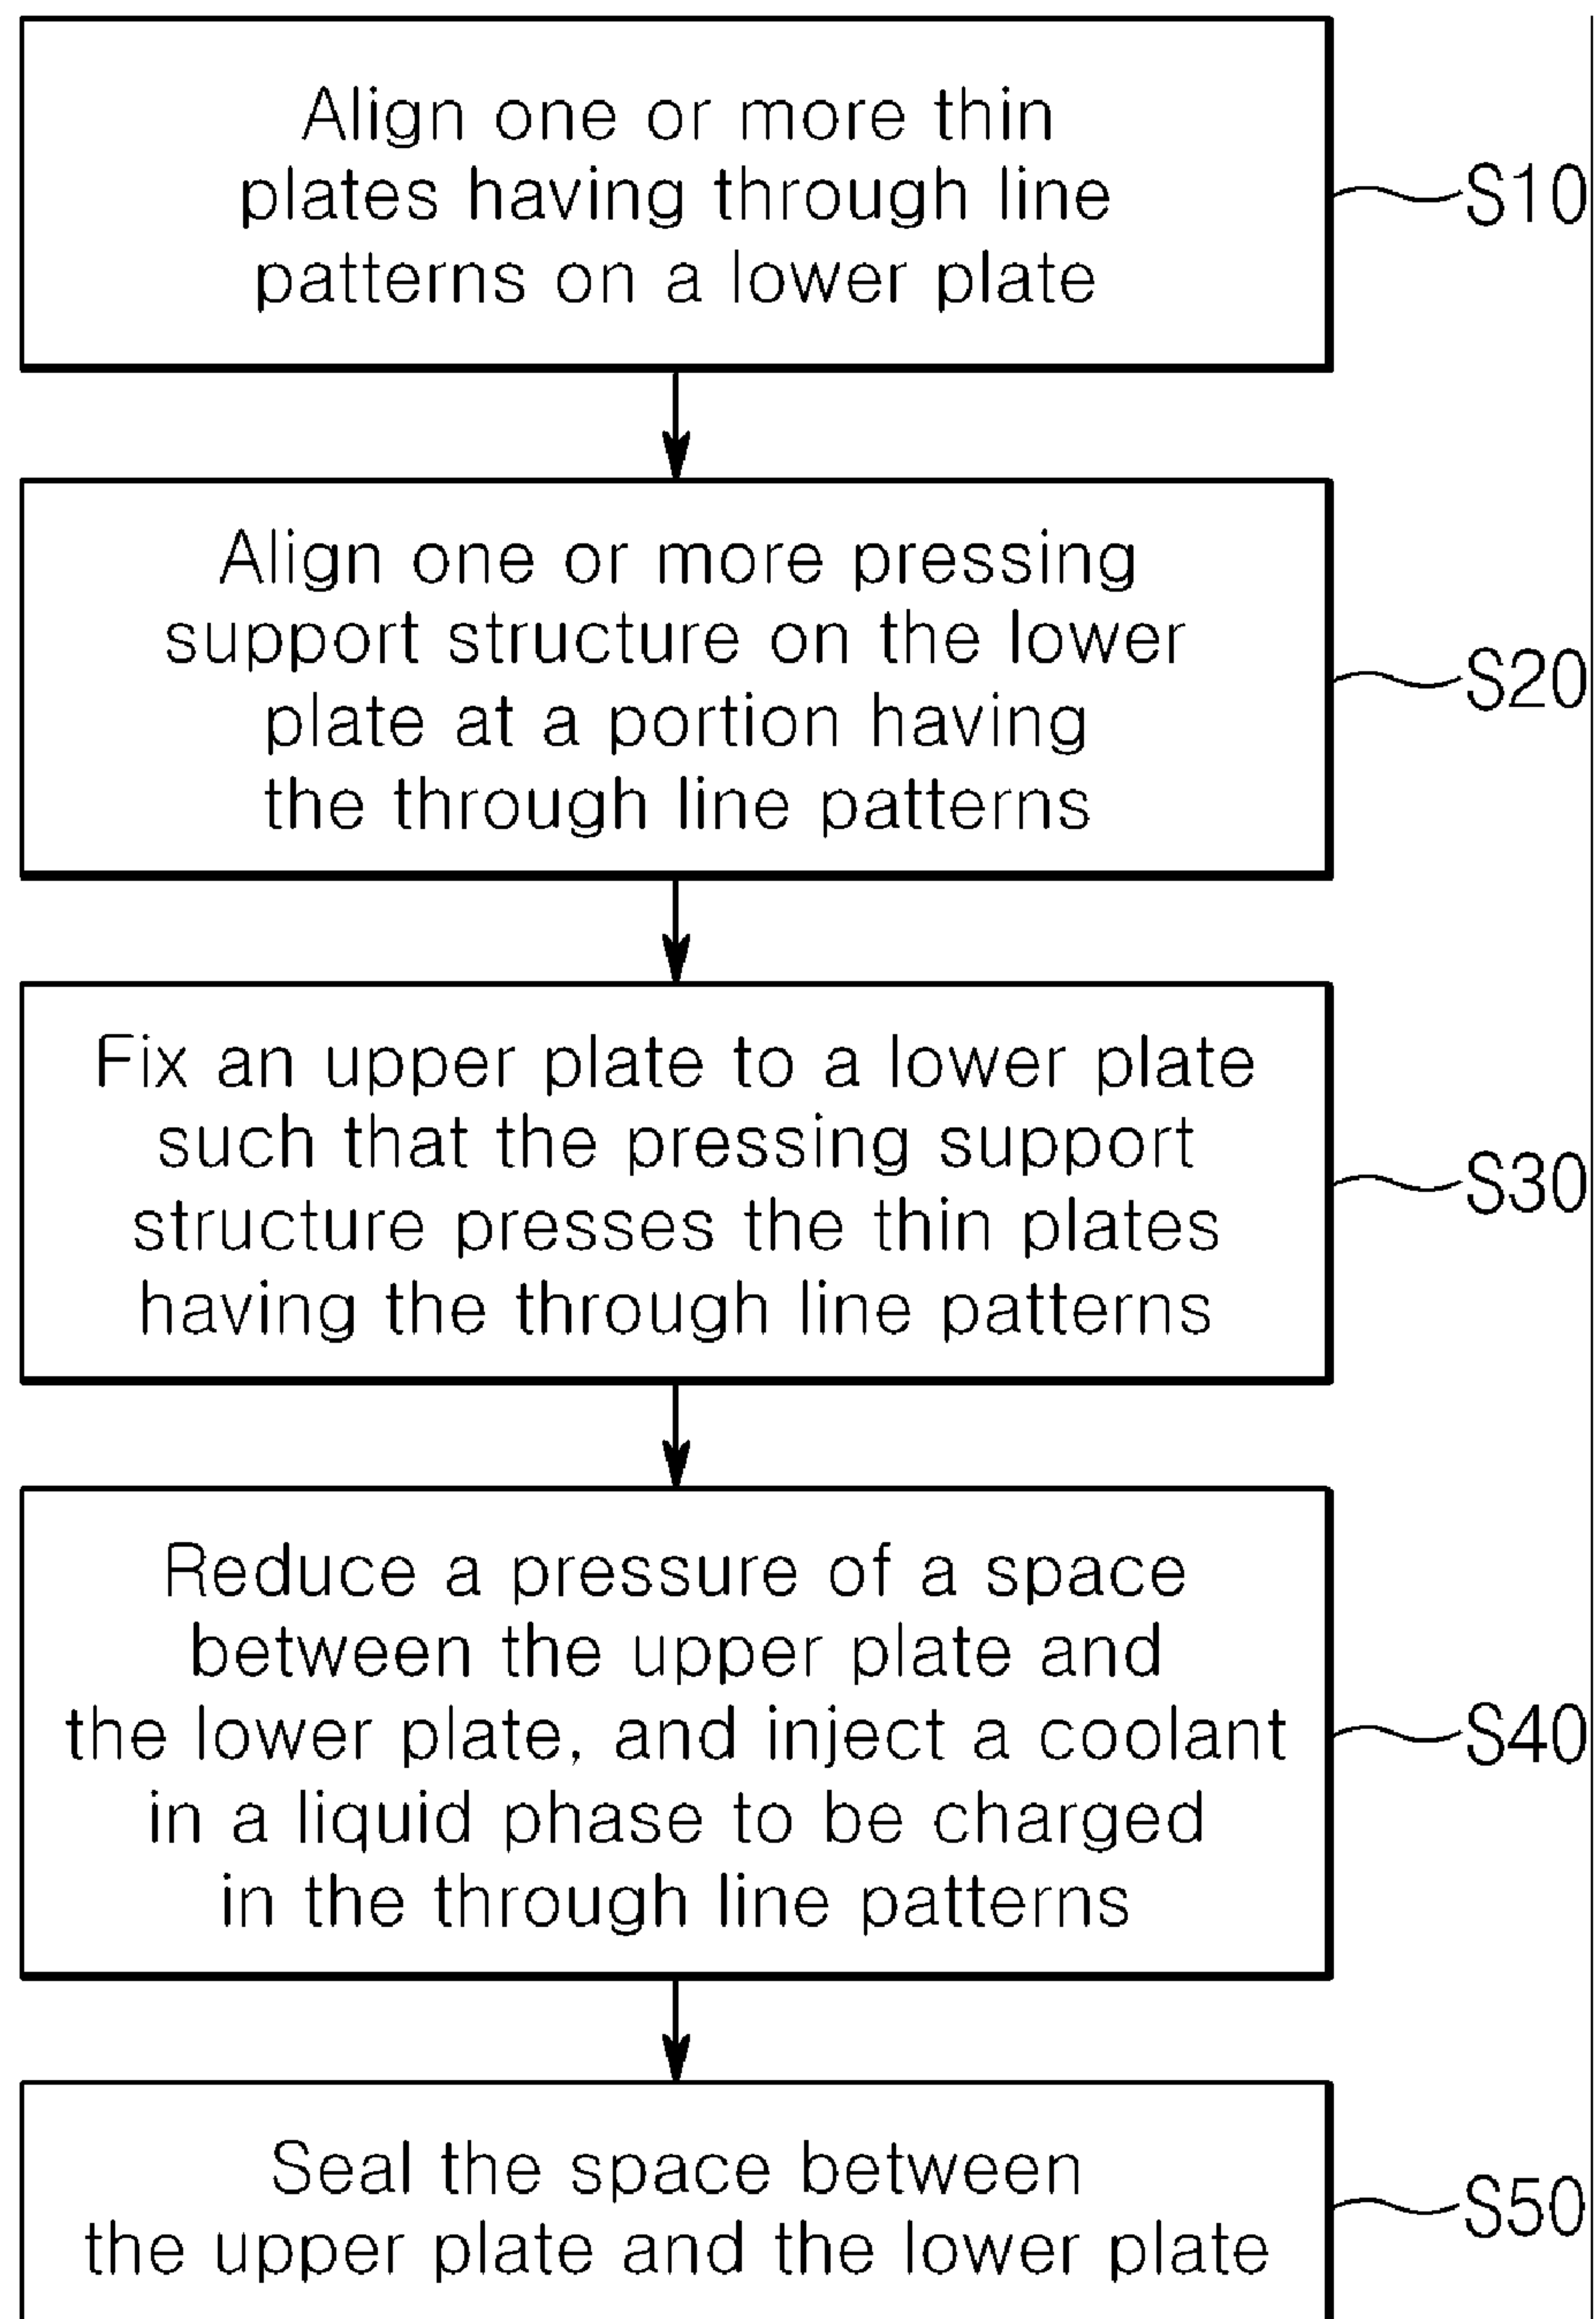 Align one or more thin
plates having through line
patterns on a lower plate
S10
Align one or more pressing
support structure on the lower
plate at a portion having
the through line patterns
S20
Fix an upper plate to a lower plate
such that the pressing support
structure presses the thin plates
having the through line patterns
S30
Reduce a pressure of a space
between the upper plate and
the lower plate, and inject a coolant
in a liquid phase to be charged
in the through line patterns
S40
Seal the space between
the upper plate and the lower plate
S50